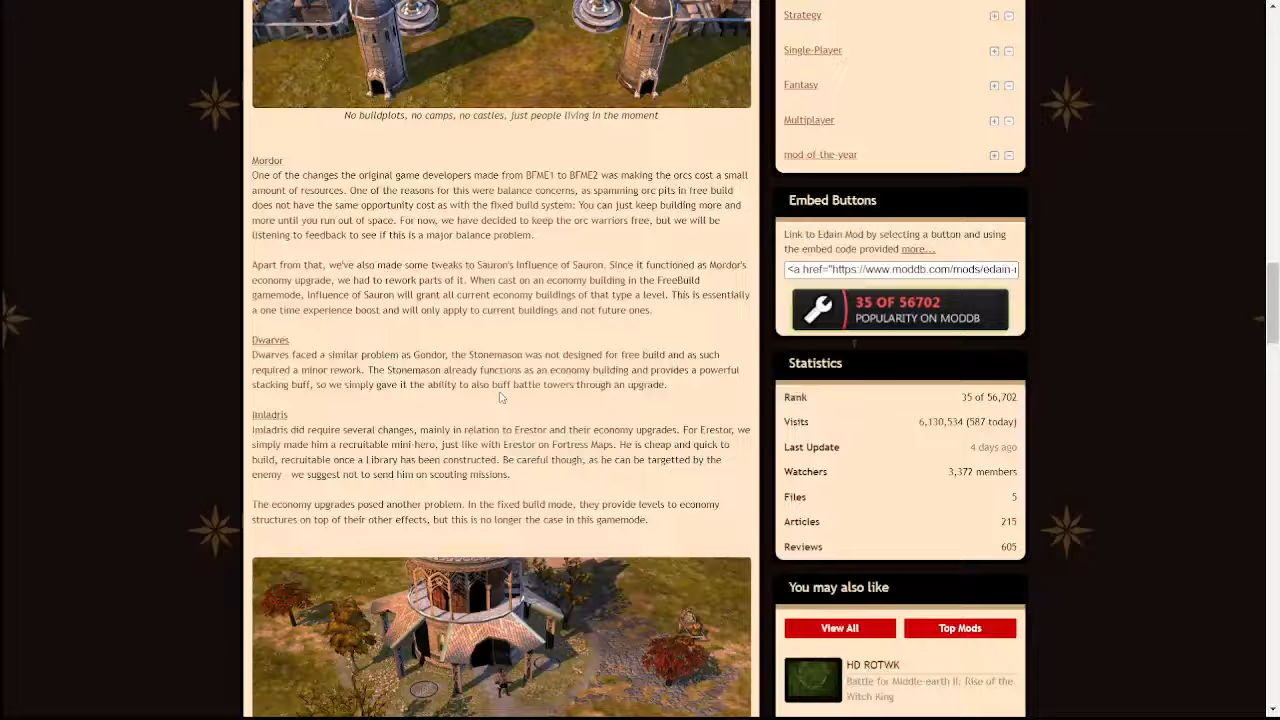 No buildplots, no camps, no castles, just people living in the moment
Mordor
One of the changes the original game developers made from BFME1 to BFME2 was making the orcs cost a small
amount of resources. One of the reasons for this were balance concerns, as spamming orc pits in free build
does not have the same opportunity cost as with the fixed build system: You can just keep building more and
more until you run out of space. For now, we have decided to keep the orc warriors free, but we will be
listening to feedback to see if this is a major balance problem.
Apart from that, we've also made some tweaks to Sauron's Influence of Sauron. Since it functioned as Mordor's
economy upgrade, we had to rework parts of it. When cast on an economy building in the FreeBuild
gamemode, Influence of Sauron will grant all current economy buildings of that type a level. This is essentially
a one time experience boost and will only apply to current buildings and not future ones.
Dwarves
Dwarves faced a similar problem as Gondor, the Stonemason was not designed for free build and as such
required a minor rework. The Stonemason already functions as an economy building and provides a powerful
stacking buff, so we simply gave it the ability to also buff battle towers through an upgrade.
Imladris
Imladris did require several changes, mainly in relation to Erestor and their economy upgrades. For Erestor, we
simply made him a recruitable mini-hero, just like with Erestor on Fortress Maps. He is cheap and quick to
build, recruitable once a Library has been constructed. Be careful though, as he can be targetted by the
enemy - we suggest not to send him on scouting missions.
The economy upgrades posed another problem. In the fixed build mode, they provide levels to economy
structures on top of their other effects, but this is no longer the case in this gamemode.
Strategy
Single-Player
Fantasy
Multiplayer
mod of the year
Embed Buttons
Link to Edain Mod by selecting a button and using
the embed code provided more...
<a href="https://www.moddb.com/mods/edain-r
35 OF 56702
POPULARITY ON MODDB
Statistics
Rank 35 of 56,702
Visits 6,130,534 (587 today)
Last Update 4 days ago
Watchers 3,372 members
Files 5
Articles 215
Reviews 605
You may also like
View All Top Mods
HD ROTWK
Battle for Middle-earth II: Rise of the
Witch King